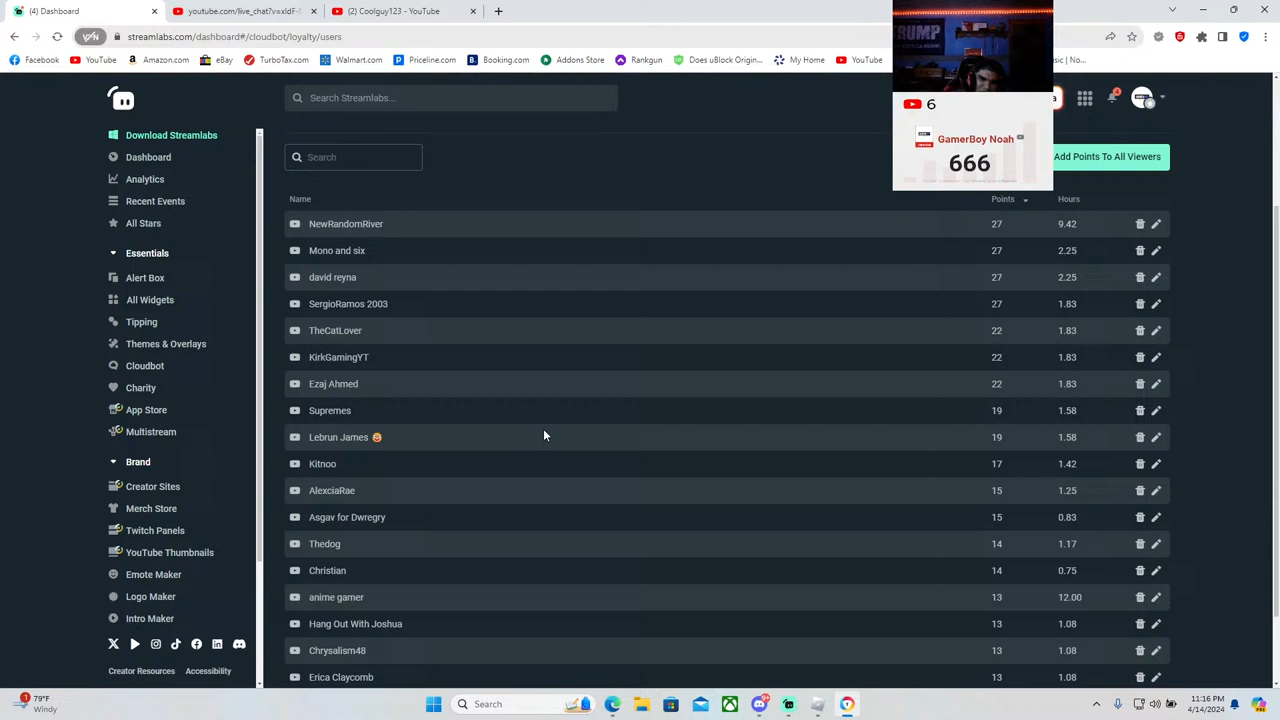 (4) Dashboard
youtube.com/live_chat?v=xIdF-
(2) Coolguy123 - YouTube
VPN
streamlabs.com/dashboard#/cloudbot/loyalty/users
Facebook
YouTube
Amazon.com
eBay
TurboTax.com
Walmart.com
Priceline.com
Booking.com
Addons Store
Rankgun
Does uBlock Origin...
My Home
YouTube
Music | No...
TRUMP
6
GamerBoy Noah
666
Search Streamlabs...
4
Search
Add Points To All Viewers
Download Streamlabs
Dashboard
Analytics
Recent Events
All Stars
Essentials
Alert Box
All Widgets
Tipping
Themes & Overlays
Cloudbot
Charity
App Store
Multistream
Brand
Creator Sites
Merch Store
Twitch Panels
YouTube Thumbnails
Emote Maker
Logo Maker
Intro Maker
Creator Resources Accessibility
Name Points Hours
NewRandomRiver 27 9.42
Mono and six 27 2.25
david reyna 27 2.25
SergioRamos 2003 27 1.83
TheCatLover 22 1.83
KirkGamingYT 22 1.83
Ezaj Ahmed 22 1.83
Supremes 19 1.58
Lebrun James 19 1.58
Kitnoo 17 1.42
AlexciaRae 15 1.25
Asgav for Dwregry 15 0.83
Thedog 14 1.17
Christian 14 0.75
anime gamer 13 12.00
Hang Out With Joshua 13 1.08
Chrysalism48 13 1.08
Erica Claycomb 13 1.08
1
79°F
Windy
Search
11:16 PM
4/14/2024